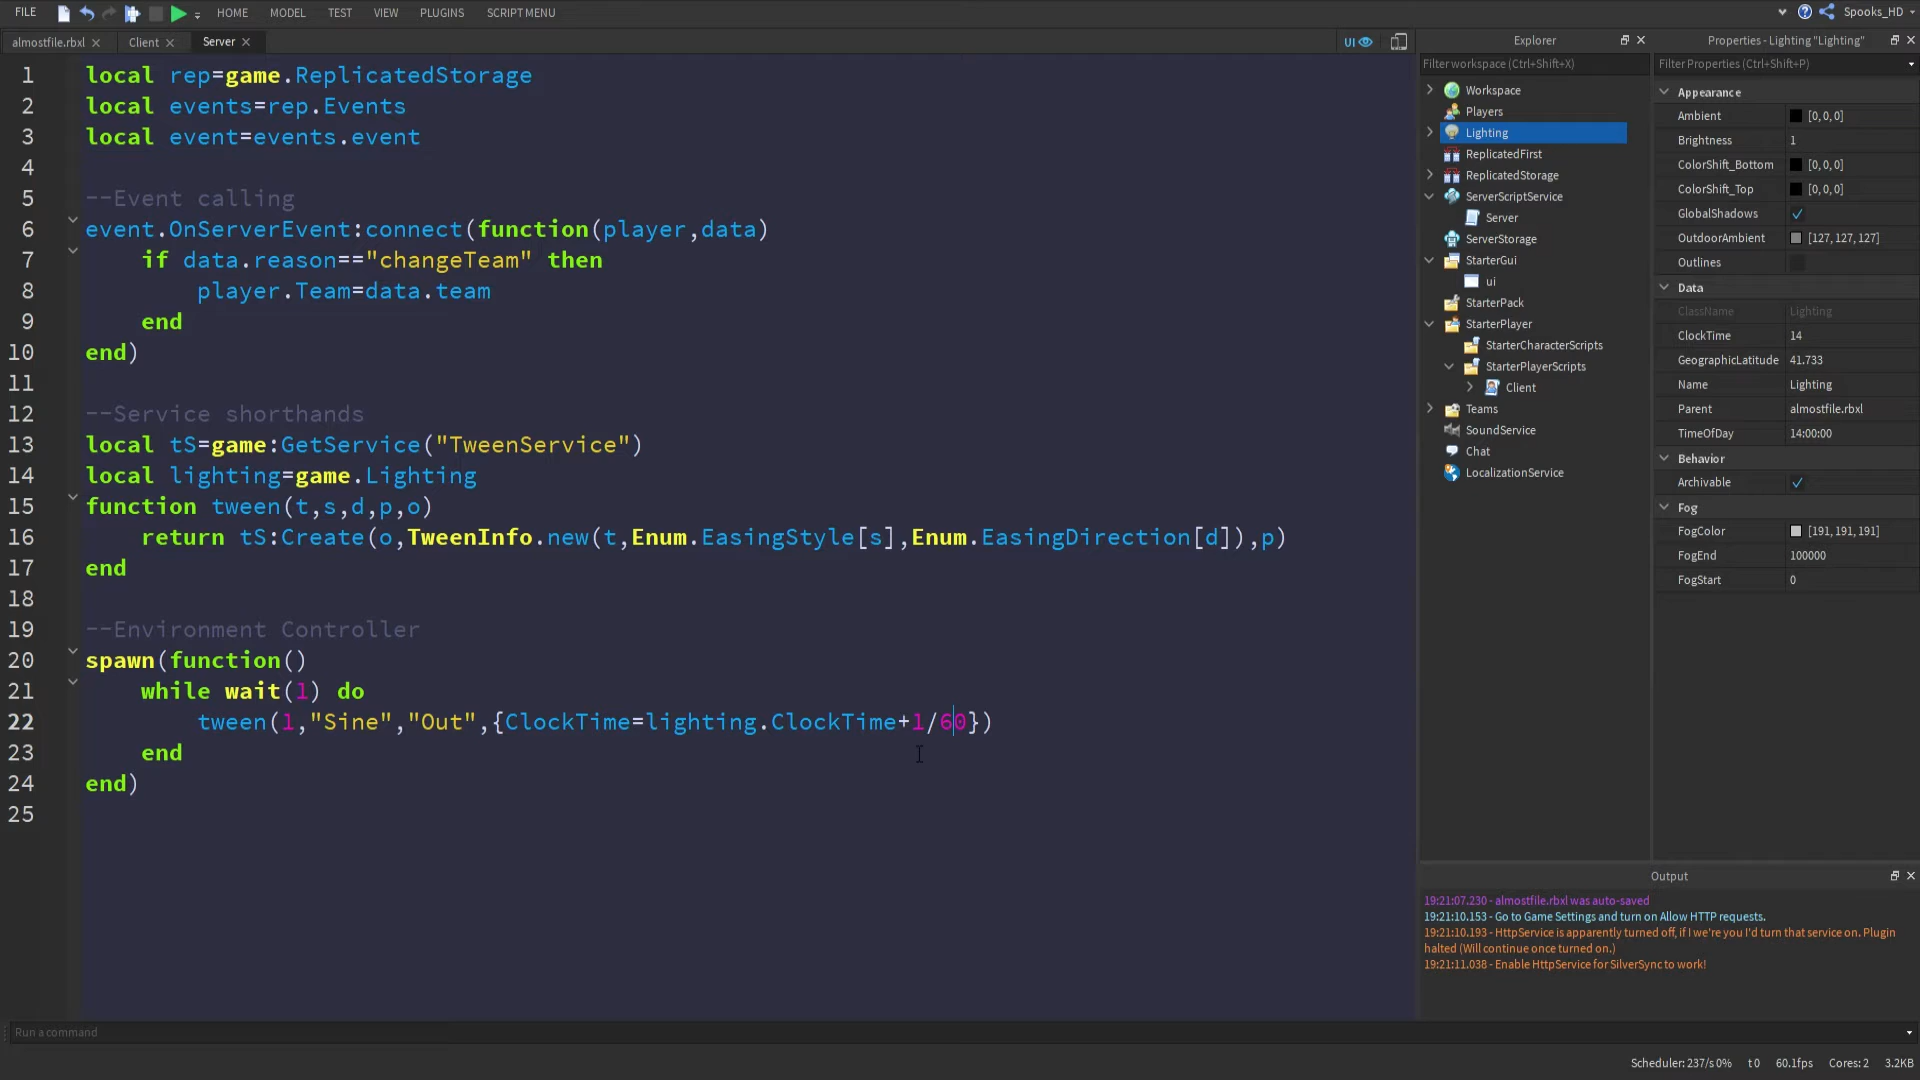 FILE HOME MODEL TEST VIEW PLUGINS SCRIPT MENU Spooks_HD
almostfile.rbxl Client Server UI
1 local rep=game.ReplicatedStorage
2 local events=rep.Events
3 local event=events.event
4
5 --Event calling
6 event.OnServerEvent:connect(function(player,data)
7 if data.reason=="changeTeam" then
8 player.Team=data.team
9 end
10 end)
11
12 --Service shorthands
13 local tS=game:GetService("TweenService")
14 local lighting=game.Lighting
15 function tween(t,s,d,p,o)
16 return tS:Create(o,TweenInfo.new(t,Enum.EasingStyle[s],Enum.EasingDirection[d]),p)
17 end
18
19 --Environment Controller
20 spawn(function()
21 while wait(1) do
22 tween(1,"Sine","Out",{ClockTime=lighting.ClockTime+1/60})
23 end
24 end)
25
Explorer
Filter workspace (Ctrl+Shift+X)
Workspace
Players
Lighting
ReplicatedFirst
ReplicatedStorage
ServerScriptService
Server
ServerStorage
StarterGui
ui
StarterPack
StarterPlayer
StarterCharacterScripts
StarterPlayerScripts
Client
Teams
SoundService
Chat
LocalizationService
Properties - Lighting "Lighting"
Filter Properties (Ctrl+Shift+P)
Appearance
Ambient [0,0,0]
Brightness 1
ColorShift_Bottom [0,0,0]
ColorShift_Top [0,0,0]
GlobalShadows
OutdoorAmbient [127,127,127]
Outlines
Data
ClassName Lighting
ClockTime 14
GeographicLatitude 41.733
Name Lighting
Parent almostfile.rbxl
TimeOfDay 14:00:00
Behavior
Archivable
Fog
FogColor [191,191,191]
FogEnd 100000
FogStart 0
Output
19:21:07.230 - almostfile.rbxl was auto-saved
19:21:10.153 - Go to Game Settings and turn on Allow HTTP requests.
19:21:10.193 - HttpService is apparently turned off, if I we're you I'd turn that service on. Plugin
halted (Will continue once turned on.)
19:21:11.038 - Enable HttpService for SilverSync to work!
Run a command
Scheduler: 237/s 0% t 0 60.1fps Cores: 2 3.2KB